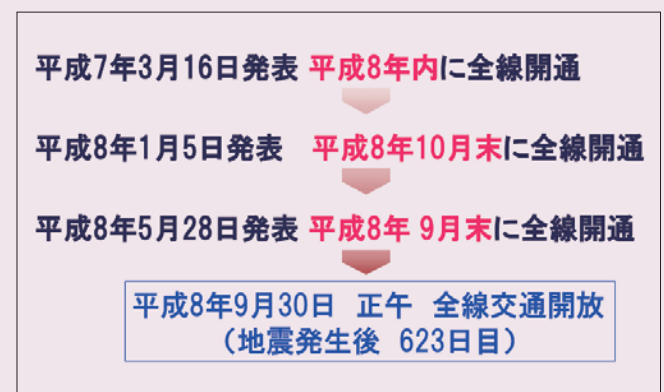 平成7年3月16日発表 平成8年内に全線開通
平成8年1月5日発表 平成8年10月末に全線開通
平成8年5月28日発表 平成8年 9月末に全線開通
平成8年9月30日 正午 全線交通開放
（地震発生後 623日目）